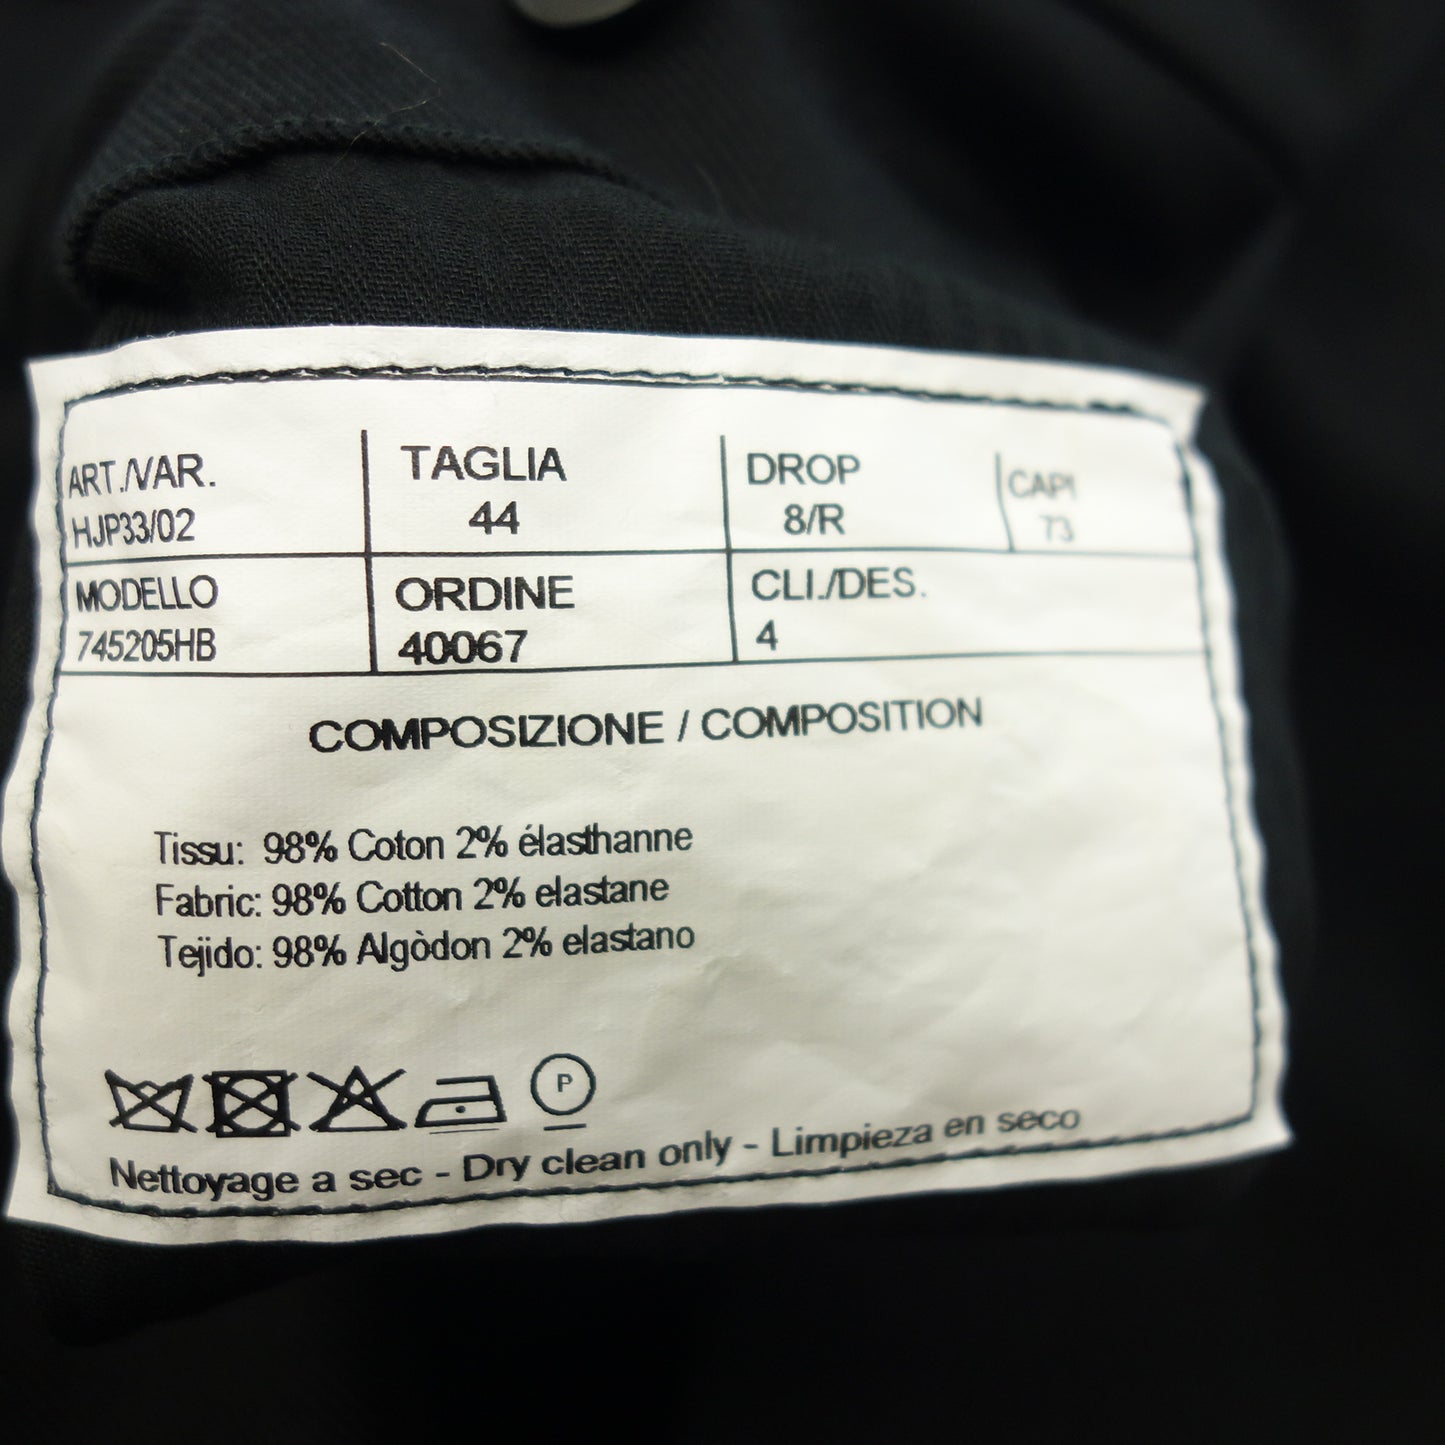 ART./VAR. TAGLIA DROP CAPI
HJP33/02 44 8/R 73
MODELLO ORDINE CLI./DES.
745205HB 40067 4
COMPOSIZIONE / COMPOSITION
Tissu: 98% Coton 2% élasthanne
Fabric: 98% Cotton 2% elastane
Tejido: 98% Algòdon 2% elastano
P
Nettoyage a sec - Dry clean only - Limpieza en seco